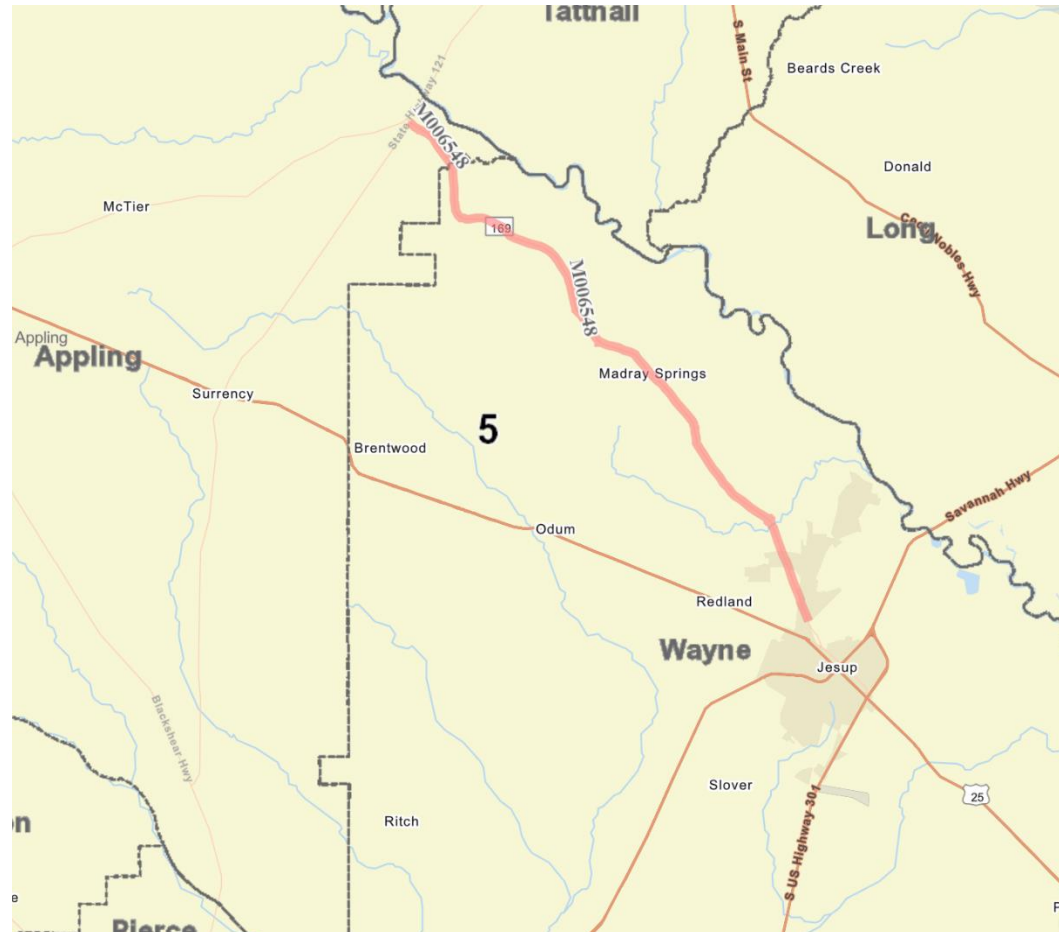 Tattnall
S Main St
Beards Creek
State Highway 121
M006548
Donald
McTier
169
Long
Cecil Nobles Hwy
M006548
Appling
Appling
Madray Springs
Surrency
5
Brentwood
Savannah Hwy
Odum
Redland
Wayne
Jesup
Blackshear Hwy
Slover
25
S US Highway 301
Ritch
on
e
Pierce